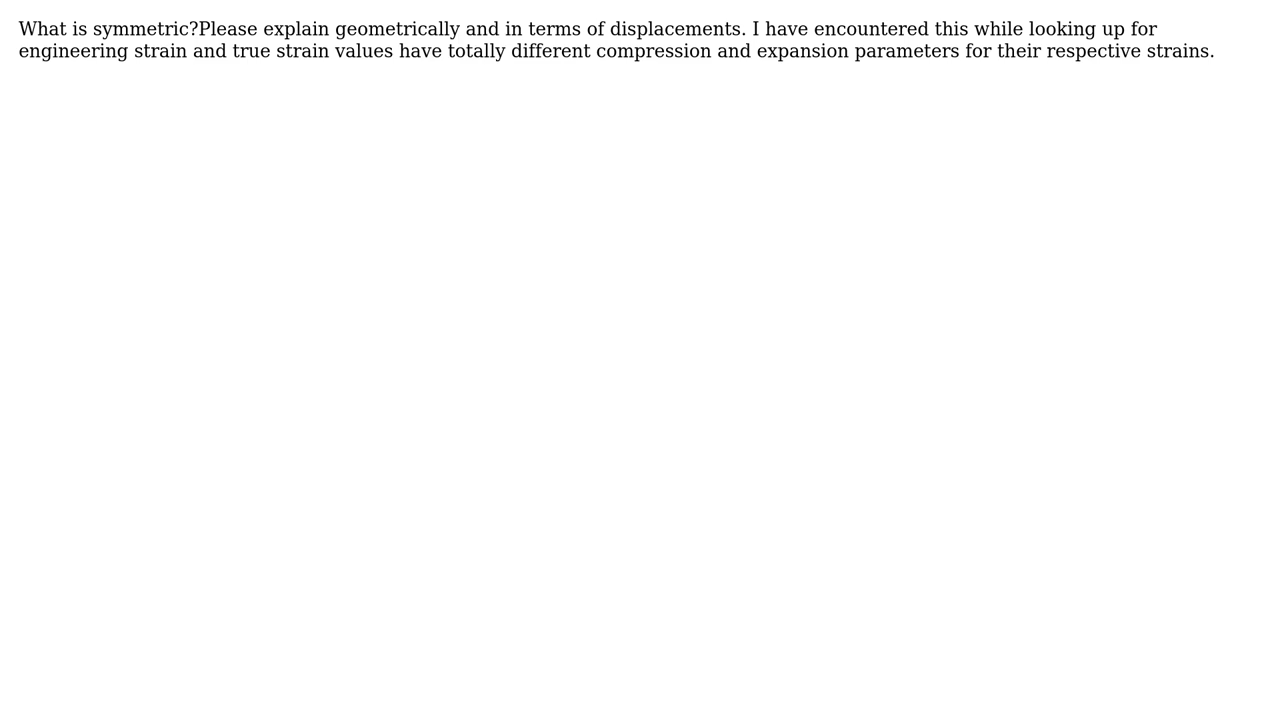 What is symmetric?Please explain geometrically and in terms of displacements. I have encountered this while looking up for
engineering strain and true strain values have totally different compression and expansion parameters for their respective strains.